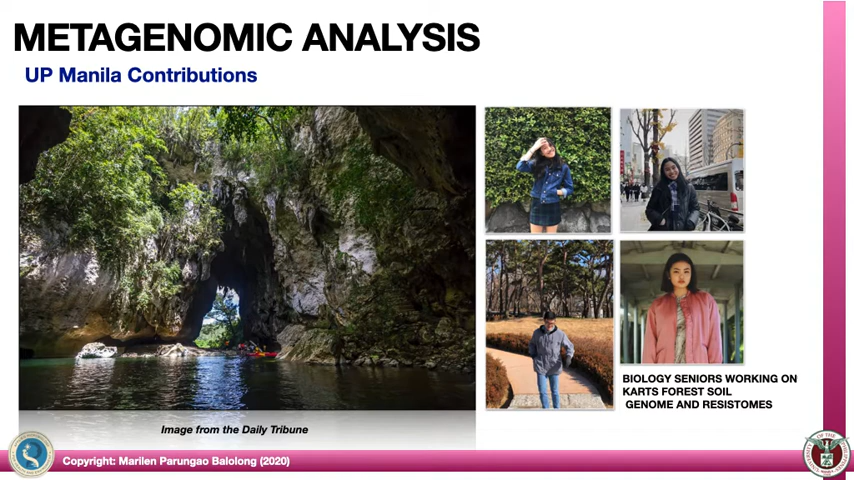 METAGENOMIC ANALYSIS
UP Manila Contributions
BIOLOGY SENIORS WORKING ON
KARTS FOREST SOIL
GENOME AND RESISTOMES
Image from the Daily Tribune
Copyright: Marilen Parungao Balolong (2020)